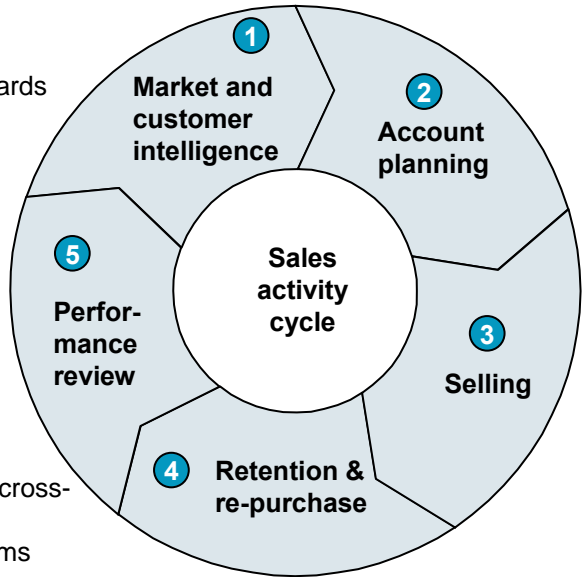 1
Market and
customer
intelligence
2
Account
planning
3
Selling
4
Retention &
re-purchase
5
Perfor-
mance
review
Sales
activity
cycle
ards
cross-
ms